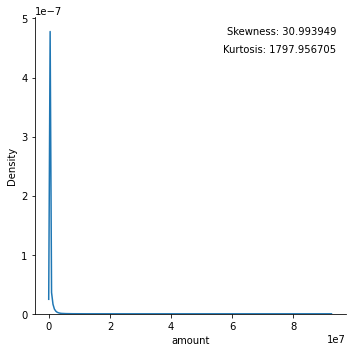 1e−7
Skewness: 30.993949
Kurtosis: 1797.956705
5
4
3
2
1
0
Density
0 2 4 6 8
1e7
amount